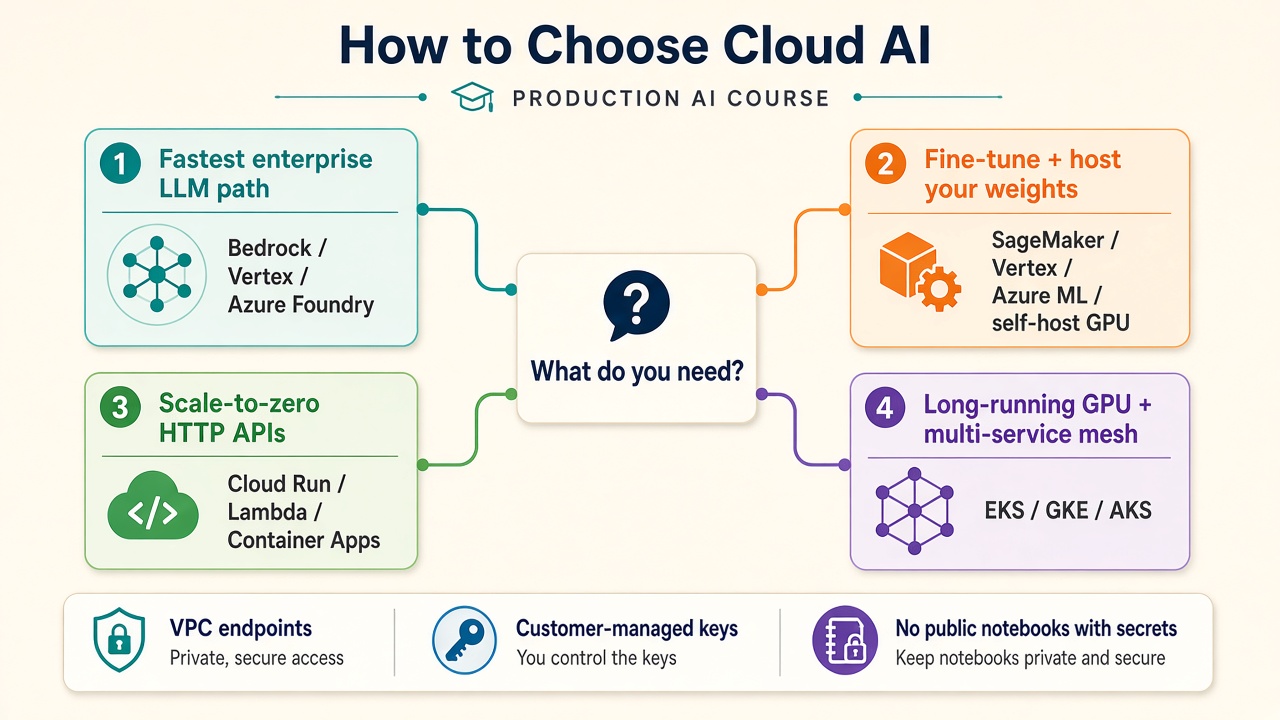 How to Choose Cloud AI
PRODUCTION AI COURSE
1
Fastest enterprise
LLM path
Bedrock /
Vertex /
Azure Foundry
2
Fine-tune + host
your weights
SageMaker /
Vertex /
Azure ML /
self-host GPU
?
What do you need?
3
Scale-to-zero
HTTP APIs
</>
Cloud Run /
Lambda /
Container Apps
4
Long-running GPU +
multi-service mesh
EKS / GKE / AKS
VPC endpoints
Private, secure access
Customer-managed keys
You control the keys
No public notebooks with secrets
Keep notebooks private and secure